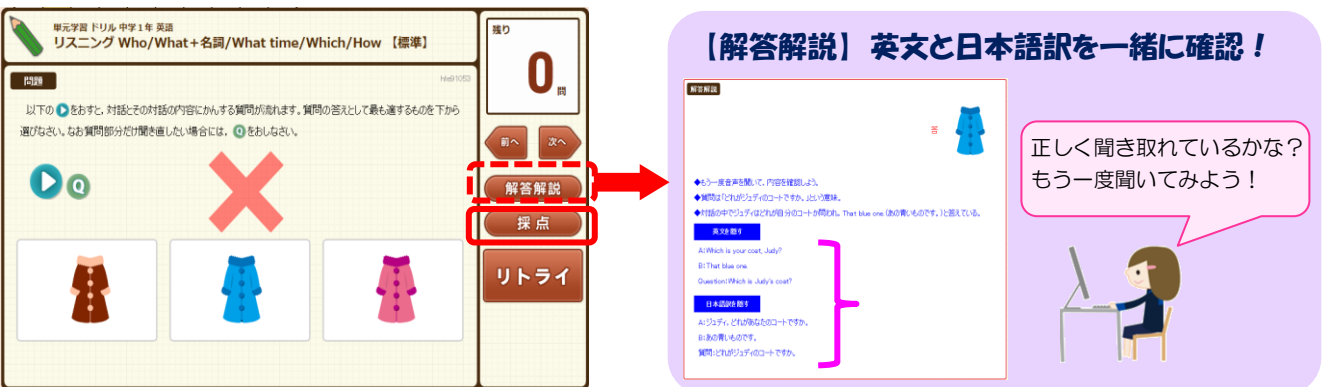 単元学習 ドリル 中学1年 英語
リスニング Who/What+名詞/What time/Which/How 【標準】
問題
hle91053
以下の をおすと、対話とその対話の内容にかんする質問が流れます。質問の答えとして最も適するものを下から
選びなさい。なお質問部分だけ聞き直したい場合には、Qをおしなさい。
Q
残り
0
問
前へ
次へ
解答解説
採点
リトライ
【解答解説】英文と日本語訳を一緒に確認！
解答解説
答
◆もう一度音声を聞いて、内容を確認しよう。
◆質問は「どれがジュディのコートですか。」という意味。
◆対話の中でジュディはどれが自分のコートか問われ、That blue one.(あの青いものです。)と答えている。
英文を隠す
A:Which is your coat, Judy?
B:That blue one.
Question:Which is Judy's coat?
日本語訳を隠す
A:ジュディ、どれがあなたのコートですか。
B:あの青いものです。
質問:どれがジュディのコートですか。
正しく聞き取れているかな？
もう一度聞いてみよう！